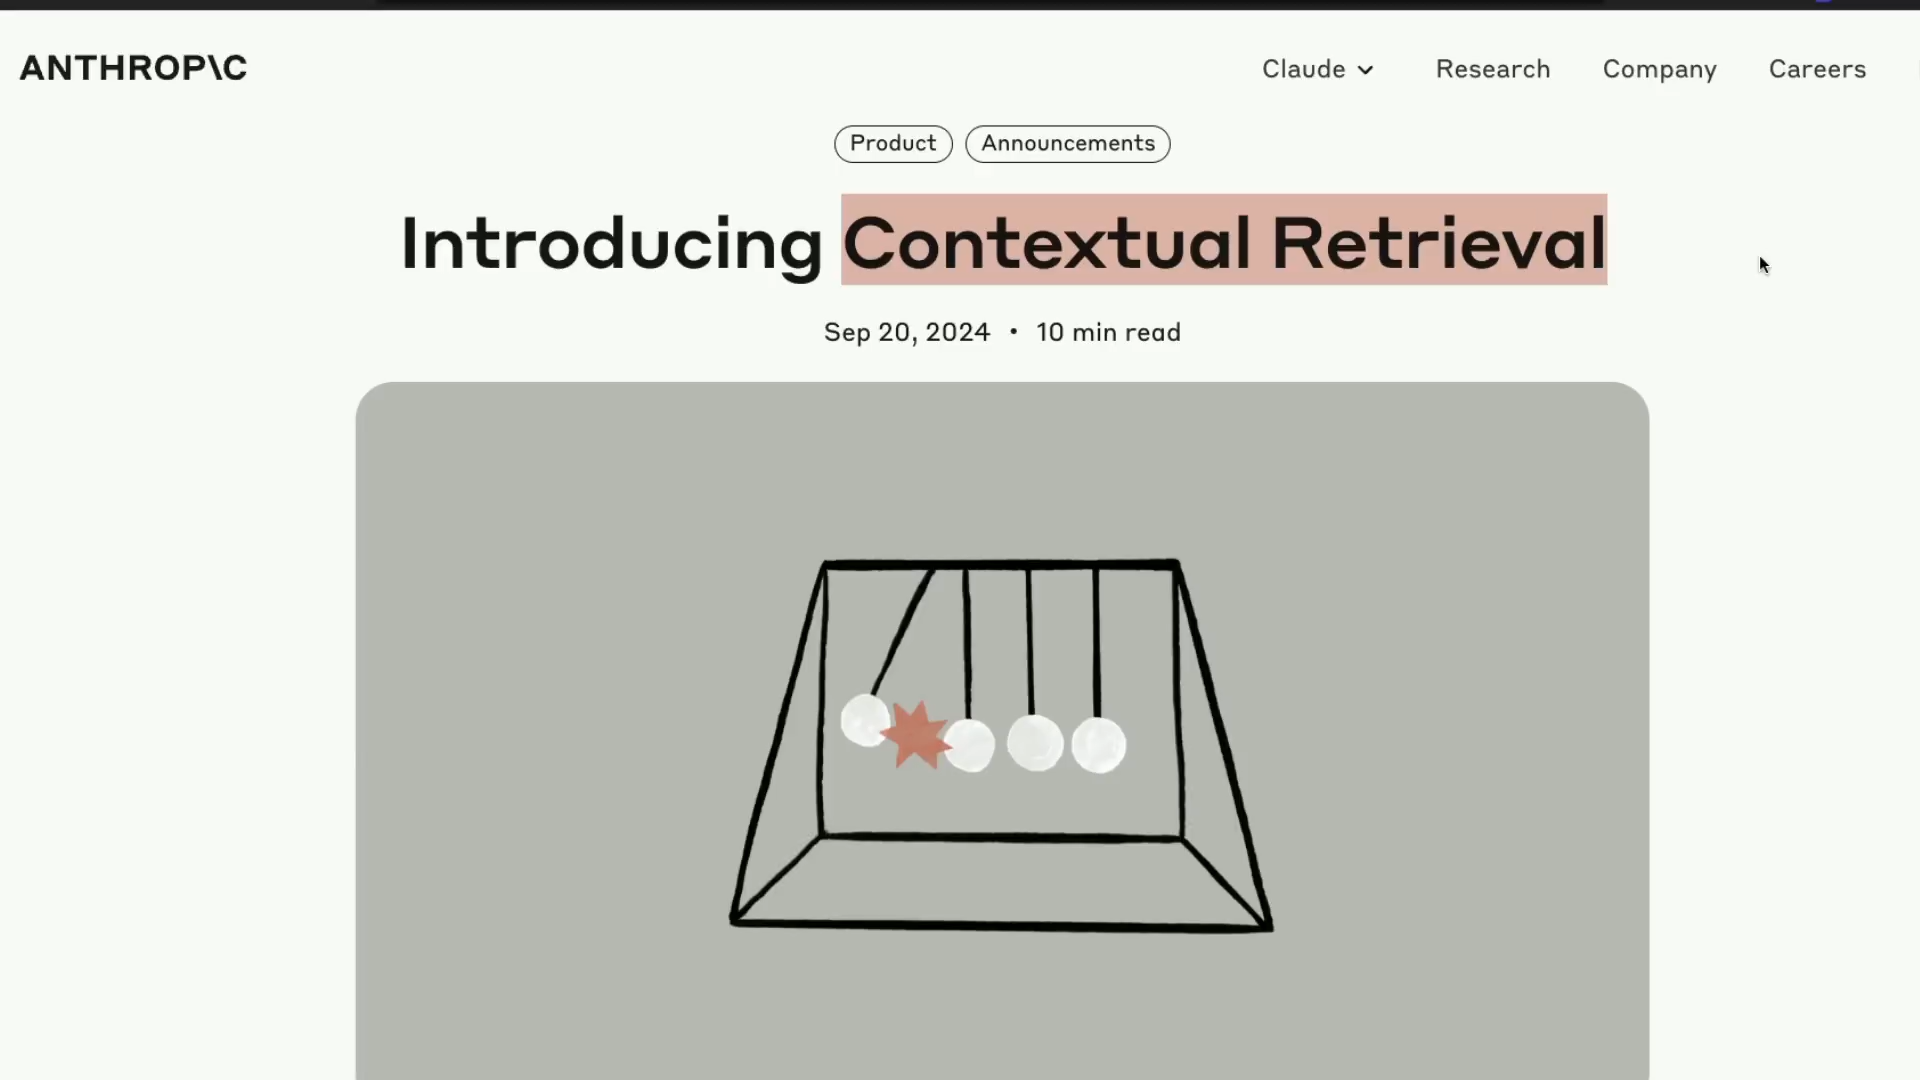 ANTHROP\C
Claude Research Company Careers
Product Announcements
Introducing Contextual Retrieval
Sep 20, 2024 • 10 min read